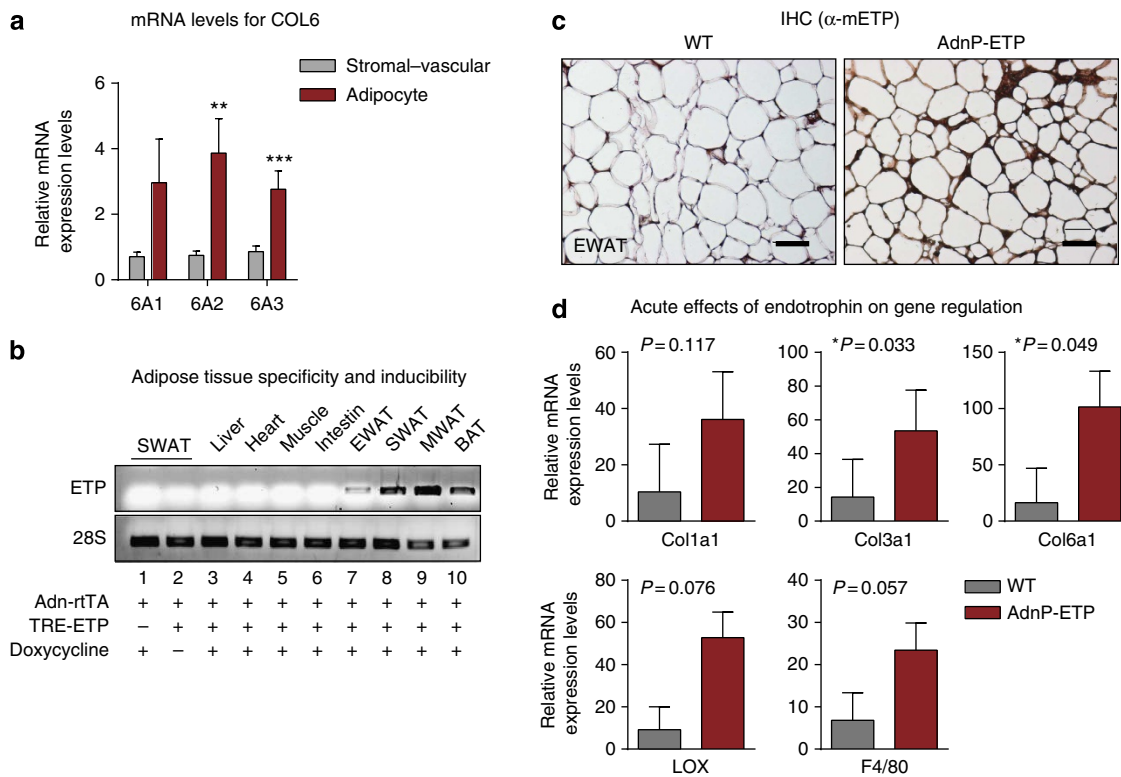 a
mRNA levels for COL6
Stromal–vascular
Adipocyte
Relative mRNA
expression levels
6
4
2
0
**
***
6A1 6A2 6A3
b
Adipose tissue specificity and inducibility
SWAT Liver Heart Muscle Intestin EWAT SWAT MWAT BAT
ETP
28S
1 2 3 4 5 6 7 8 9 10
Adn-rtTA + + + + + + + + + +
TRE-ETP – + + + + + + + + +
Doxycycline + – + + + + + + + +
c
IHC (α-mETP)
WT AdnP-ETP
EWAT
d
Acute effects of endotrophin on gene regulation
Relative mRNA
expression levels
60
40
20
0
P = 0.117
Col1a1
100
80
60
40
20
0
*P = 0.033
Col3a1
150
100
50
0
*P = 0.049
Col6a1
Relative mRNA
expression levels
80
60
40
20
0
P = 0.076
LOX
40
30
20
10
0
P = 0.057
F4/80
WT
AdnP-ETP